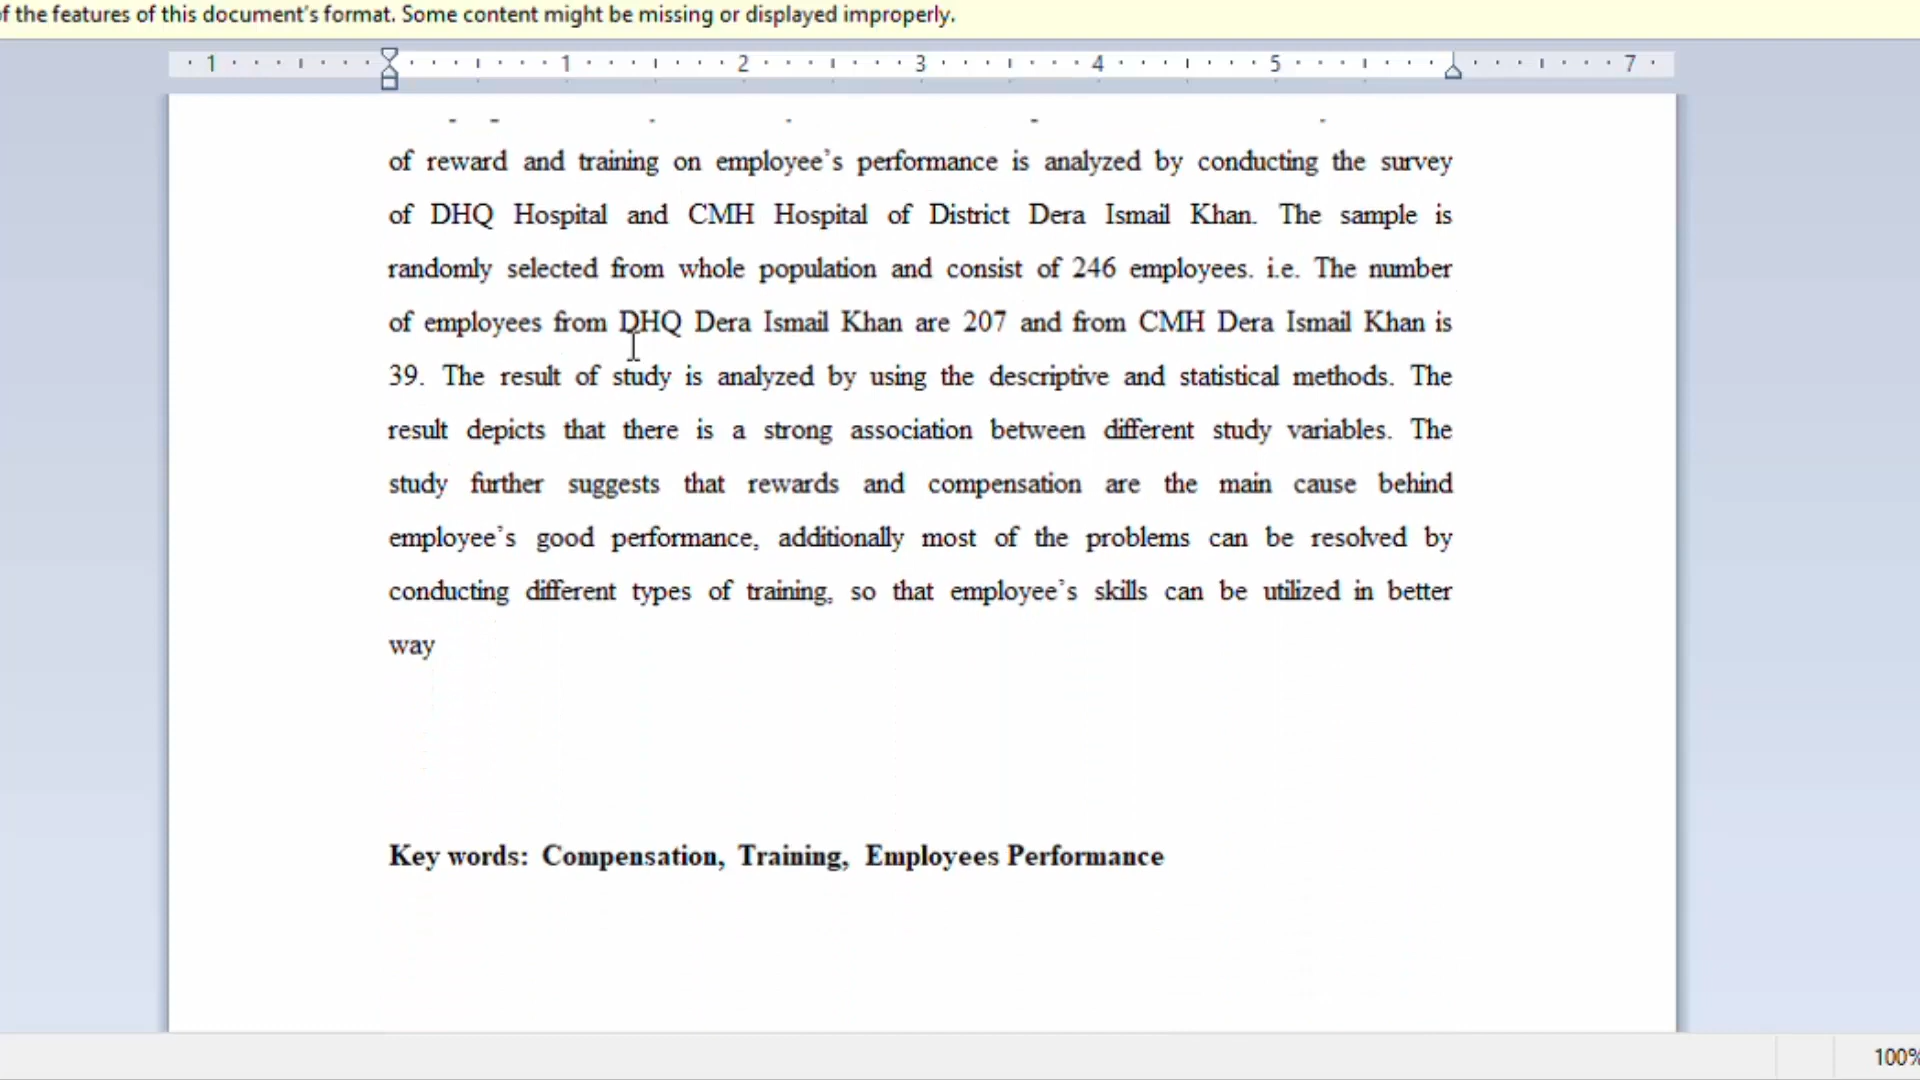 f the features of this document's format. Some content might be missing or displayed improperly.
1 1 2 3 4 5 7
of reward and training on employee’s performance is analyzed by conducting the survey
of DHQ Hospital and CMH Hospital of District Dera Ismail Khan. The sample is
randomly selected from whole population and consist of 246 employees. i.e. The number
of employees from DHQ Dera Ismail Khan are 207 and from CMH Dera Ismail Khan is
39. The result of study is analyzed by using the descriptive and statistical methods. The
result depicts that there is a strong association between different study variables. The
study further suggests that rewards and compensation are the main cause behind
employee’s good performance, additionally most of the problems can be resolved by
conducting different types of training, so that employee’s skills can be utilized in better
way
Key words: Compensation, Training, Employees Performance
100%